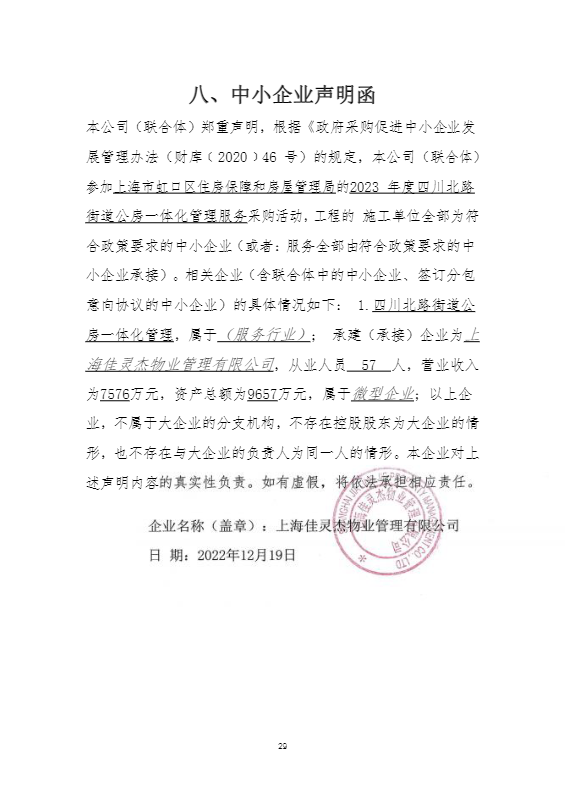 八、中小企业声明函
本公司（联合体）郑重声明，根据《政府采购促进中小企业发
展管理办法（财库﹝2020﹞46 号）的规定，本公司（联合体）
参加上海市虹口区住房保障和房屋管理局的2023 年度四川北路
街道公房一体化管理服务采购活动，工程的 施工单位全部为符
合政策要求的中小企业（或者：服务全部由符合政策要求的中
小企业承接）。相关企业（含联合体中的中小企业、签订分包
意向协议的中小企业）的具体情况如下： 1.四川北路街道公
房一体化管理，属于（服务行业）； 承建（承接）企业为上
海佳灵杰物业管理有限公司，从业人员 57 人，营业收入
为7576万元，资产总额为9657万元，属于微型企业；以上企
业，不属于大企业的分支机构，不存在控股股东为大企业的情
形，也不存在与大企业的负责人为同一人的情形。本企业对上
述声明内容的真实性负责。如有虚假，将依法承担相应责任。
企业名称（盖章）：上海佳灵杰物业管理有限公司
日 期：2022年12月19日
29